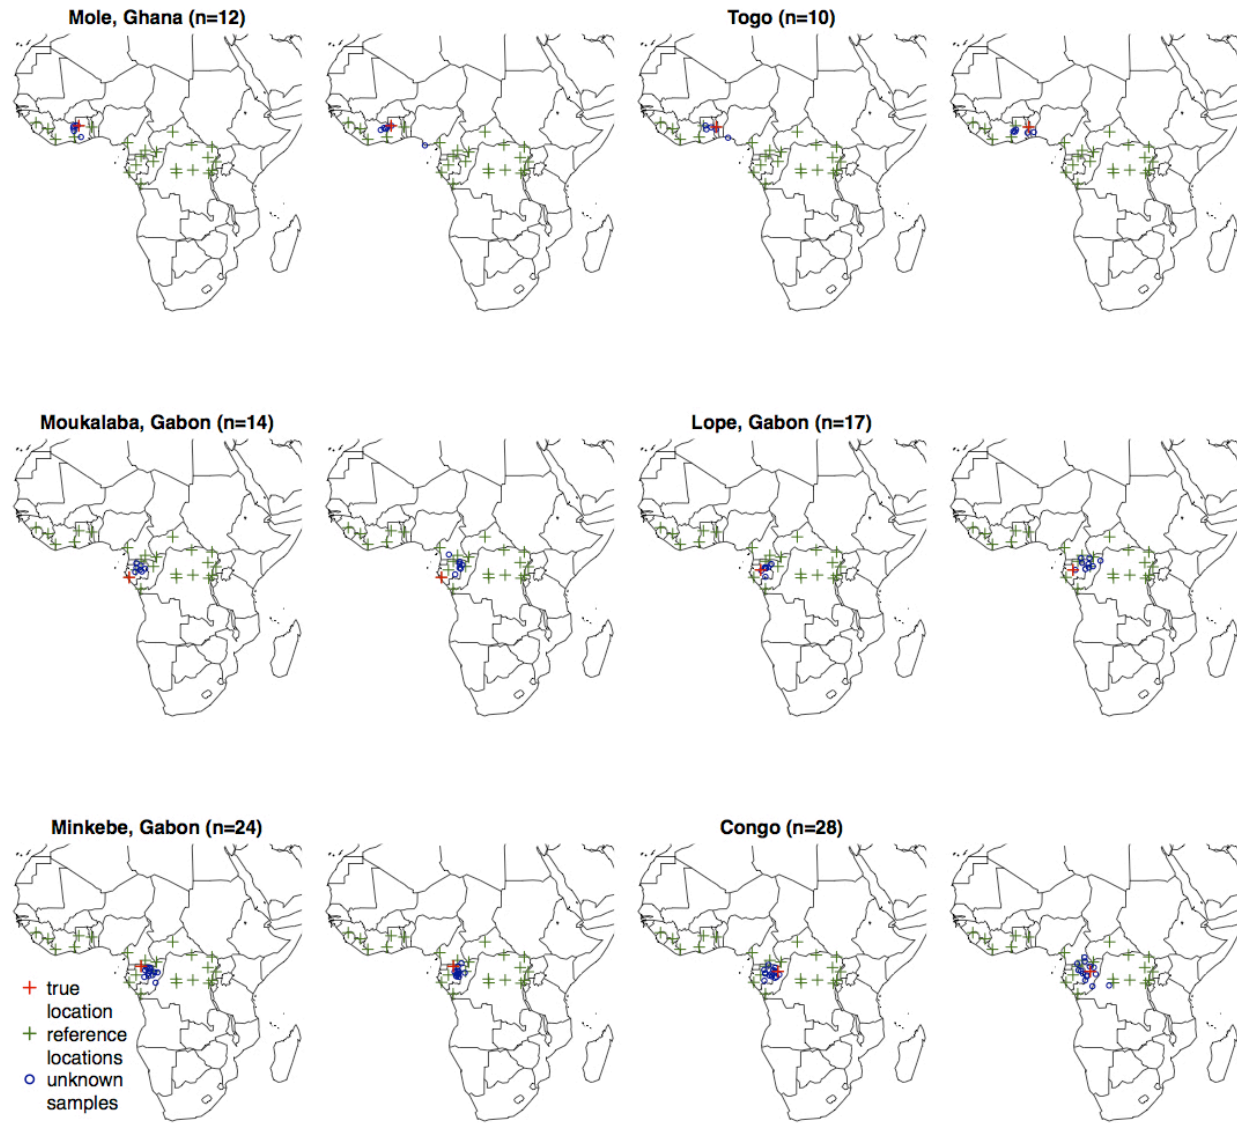 Mole, Ghana (n=12)
Togo (n=10)
Moukalaba, Gabon (n=14)
Lope, Gabon (n=17)
Minkebe, Gabon (n=24)
Congo (n=28)
true
location
reference
locations
unknown
samples